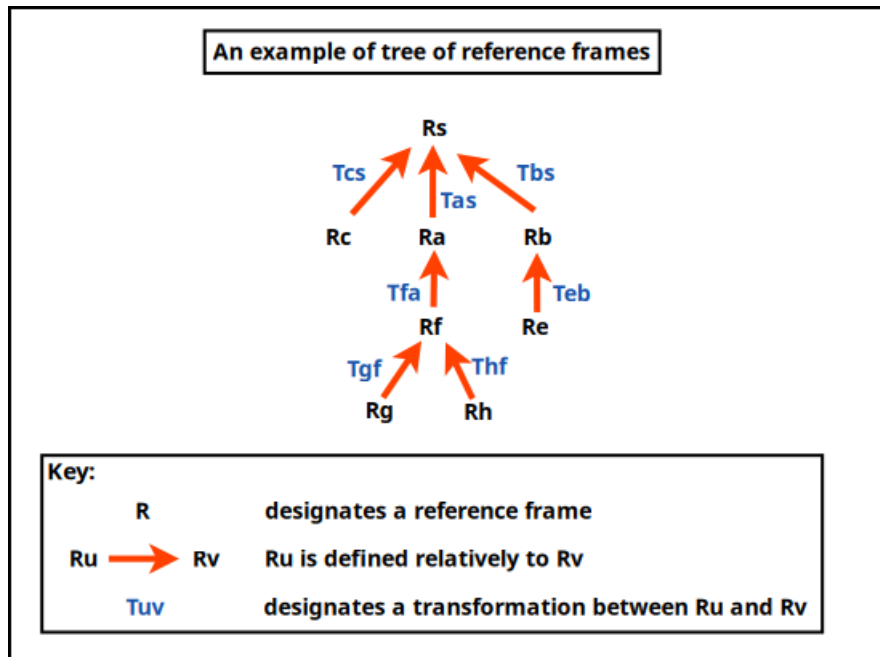 An example of tree of reference frames
Rs
Tcs Tbs
Tas
Rc Ra Rb
Tfa Teb
Rf Re
Tgf Thf
Rg Rh
Key:
R designates a reference frame
Ru Rv Ru is defined relatively to Rv
Tuv designates a transformation between Ru and Rv